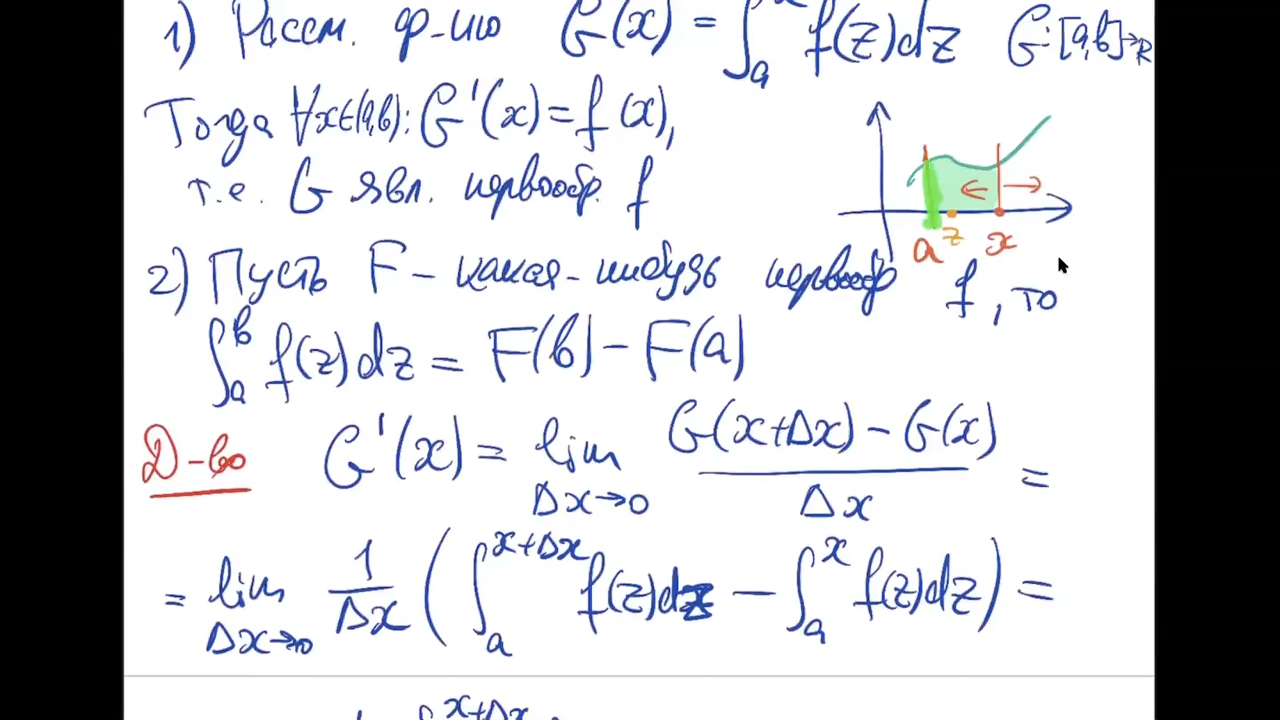 1) Рассм. ф-ию G(x) = ∫ₐˣ f(z)dz G:[a,b]→R
Тогда ∀x∈(a,b): G'(x) = f(x),
т.е. G явл. первообр. f
a z x
2) Пусть F - какая-нибудь первообр f, то
∫ₐᵇ f(z)dz = F(b) - F(a)
Д-во G'(x) = lim_{Δx→0} (G(x+Δx) - G(x))/Δx =
= lim_{Δx→0} 1/Δx (∫ₐ^{x+Δx} f(z)dz - ∫ₐˣ f(z)dz) =
x+Δx